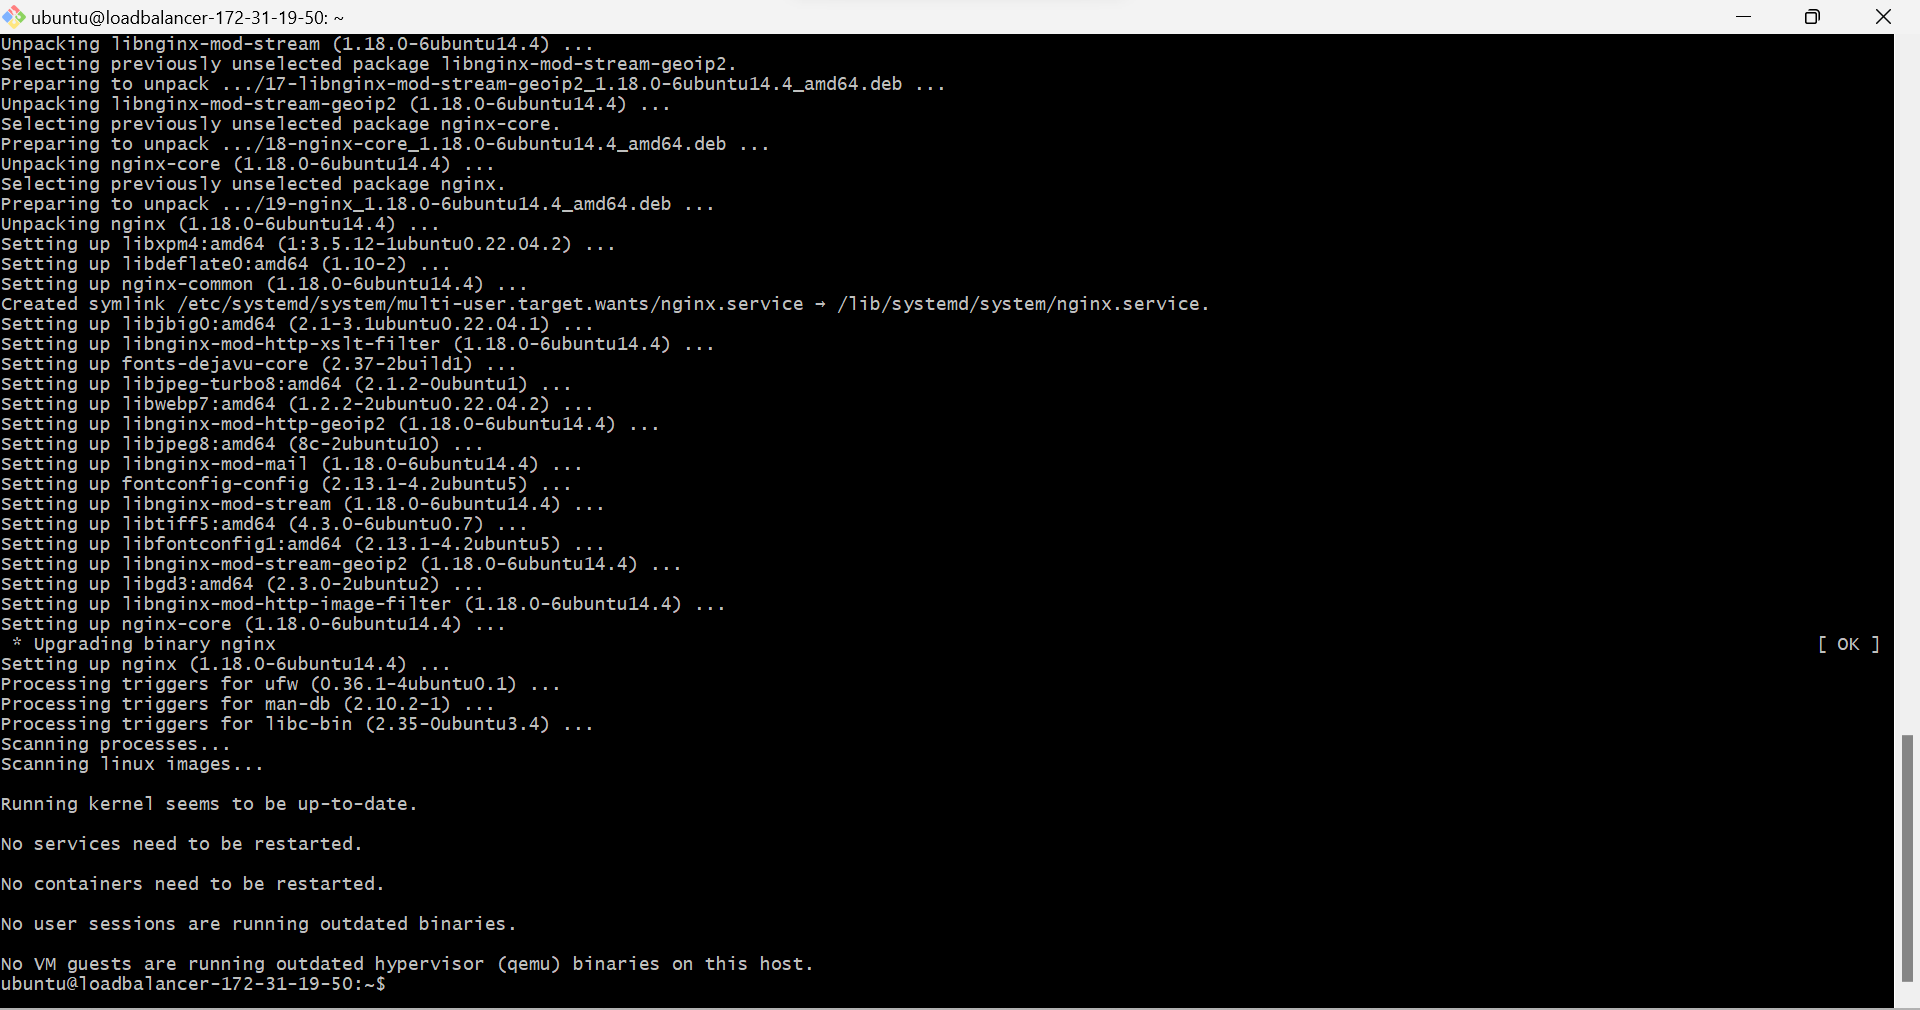 ubuntu@loadbalancer-172-31-19-50: ~
Unpacking libnginx-mod-stream (1.18.0-6ubuntu14.4) ...
Selecting previously unselected package libnginx-mod-stream-geoip2.
Preparing to unpack .../17-libnginx-mod-stream-geoip2_1.18.0-6ubuntu14.4_amd64.deb ...
Unpacking libnginx-mod-stream-geoip2 (1.18.0-6ubuntu14.4) ...
Selecting previously unselected package nginx-core.
Preparing to unpack .../18-nginx-core_1.18.0-6ubuntu14.4_amd64.deb ...
Unpacking nginx-core (1.18.0-6ubuntu14.4) ...
Selecting previously unselected package nginx.
Preparing to unpack .../19-nginx_1.18.0-6ubuntu14.4_amd64.deb ...
Unpacking nginx (1.18.0-6ubuntu14.4) ...
Setting up libxpm4:amd64 (1:3.5.12-1ubuntu0.22.04.2) ...
Setting up libdeflate0:amd64 (1.10-2) ...
Setting up nginx-common (1.18.0-6ubuntu14.4) ...
Created symlink /etc/systemd/system/multi-user.target.wants/nginx.service → /lib/systemd/system/nginx.service.
Setting up libjbig0:amd64 (2.1-3.1ubuntu0.22.04.1) ...
Setting up libnginx-mod-http-xslt-filter (1.18.0-6ubuntu14.4) ...
Setting up fonts-dejavu-core (2.37-2build1) ...
Setting up libjpeg-turbo8:amd64 (2.1.2-0ubuntu1) ...
Setting up libwebp7:amd64 (1.2.2-2ubuntu0.22.04.2) ...
Setting up libnginx-mod-http-geoip2 (1.18.0-6ubuntu14.4) ...
Setting up libjpeg8:amd64 (8c-2ubuntu10) ...
Setting up libnginx-mod-mail (1.18.0-6ubuntu14.4) ...
Setting up fontconfig-config (2.13.1-4.2ubuntu5) ...
Setting up libnginx-mod-stream (1.18.0-6ubuntu14.4) ...
Setting up libtiff5:amd64 (4.3.0-6ubuntu0.7) ...
Setting up libfontconfig1:amd64 (2.13.1-4.2ubuntu5) ...
Setting up libnginx-mod-stream-geoip2 (1.18.0-6ubuntu14.4) ...
Setting up libgd3:amd64 (2.3.0-2ubuntu2) ...
Setting up libnginx-mod-http-image-filter (1.18.0-6ubuntu14.4) ...
Setting up nginx-core (1.18.0-6ubuntu14.4) ...
 * Upgrading binary nginx [ OK ]
Setting up nginx (1.18.0-6ubuntu14.4) ...
Processing triggers for ufw (0.36.1-4ubuntu0.1) ...
Processing triggers for man-db (2.10.2-1) ...
Processing triggers for libc-bin (2.35-0ubuntu3.4) ...
Scanning processes...
Scanning linux images...
Running kernel seems to be up-to-date.
No services need to be restarted.
No containers need to be restarted.
No user sessions are running outdated binaries.
No VM guests are running outdated hypervisor (qemu) binaries on this host.
ubuntu@loadbalancer-172-31-19-50:~$